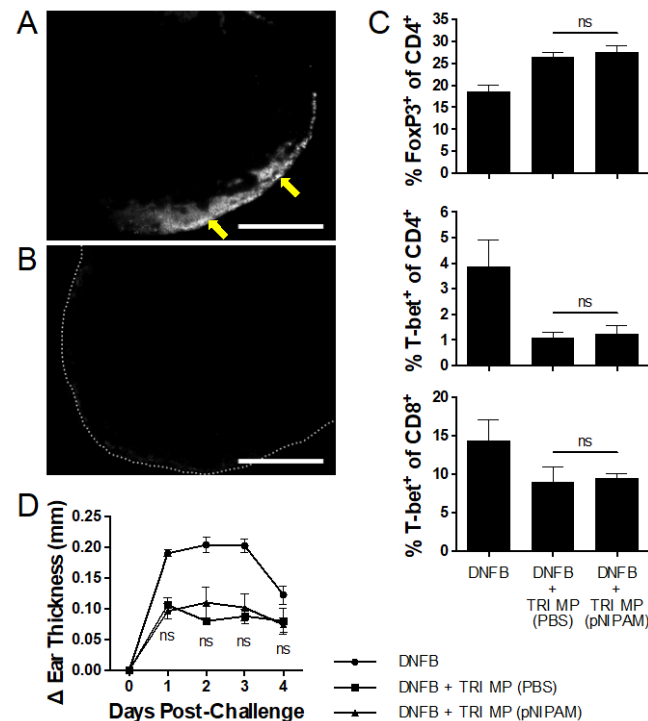 A
B
C
% FoxP3⁺ of CD4⁺
35
30
25
20
15
10
5
0
ns
% T-bet⁺ of CD4⁺
6
5
4
3
2
1
0
ns
% T-bet⁺ of CD8⁺
20
15
10
5
0
ns
DNFB
DNFB
+
TRI MP
(PBS)
DNFB
+
TRI MP
(pNIPAM)
D
Δ Ear Thickness (mm)
0.25
0.20
0.15
0.10
0.05
0.00
ns
ns
ns
ns
0 1 2 3 4
Days Post-Challenge
DNFB
DNFB + TRI MP (PBS)
DNFB + TRI MP (pNIPAM)